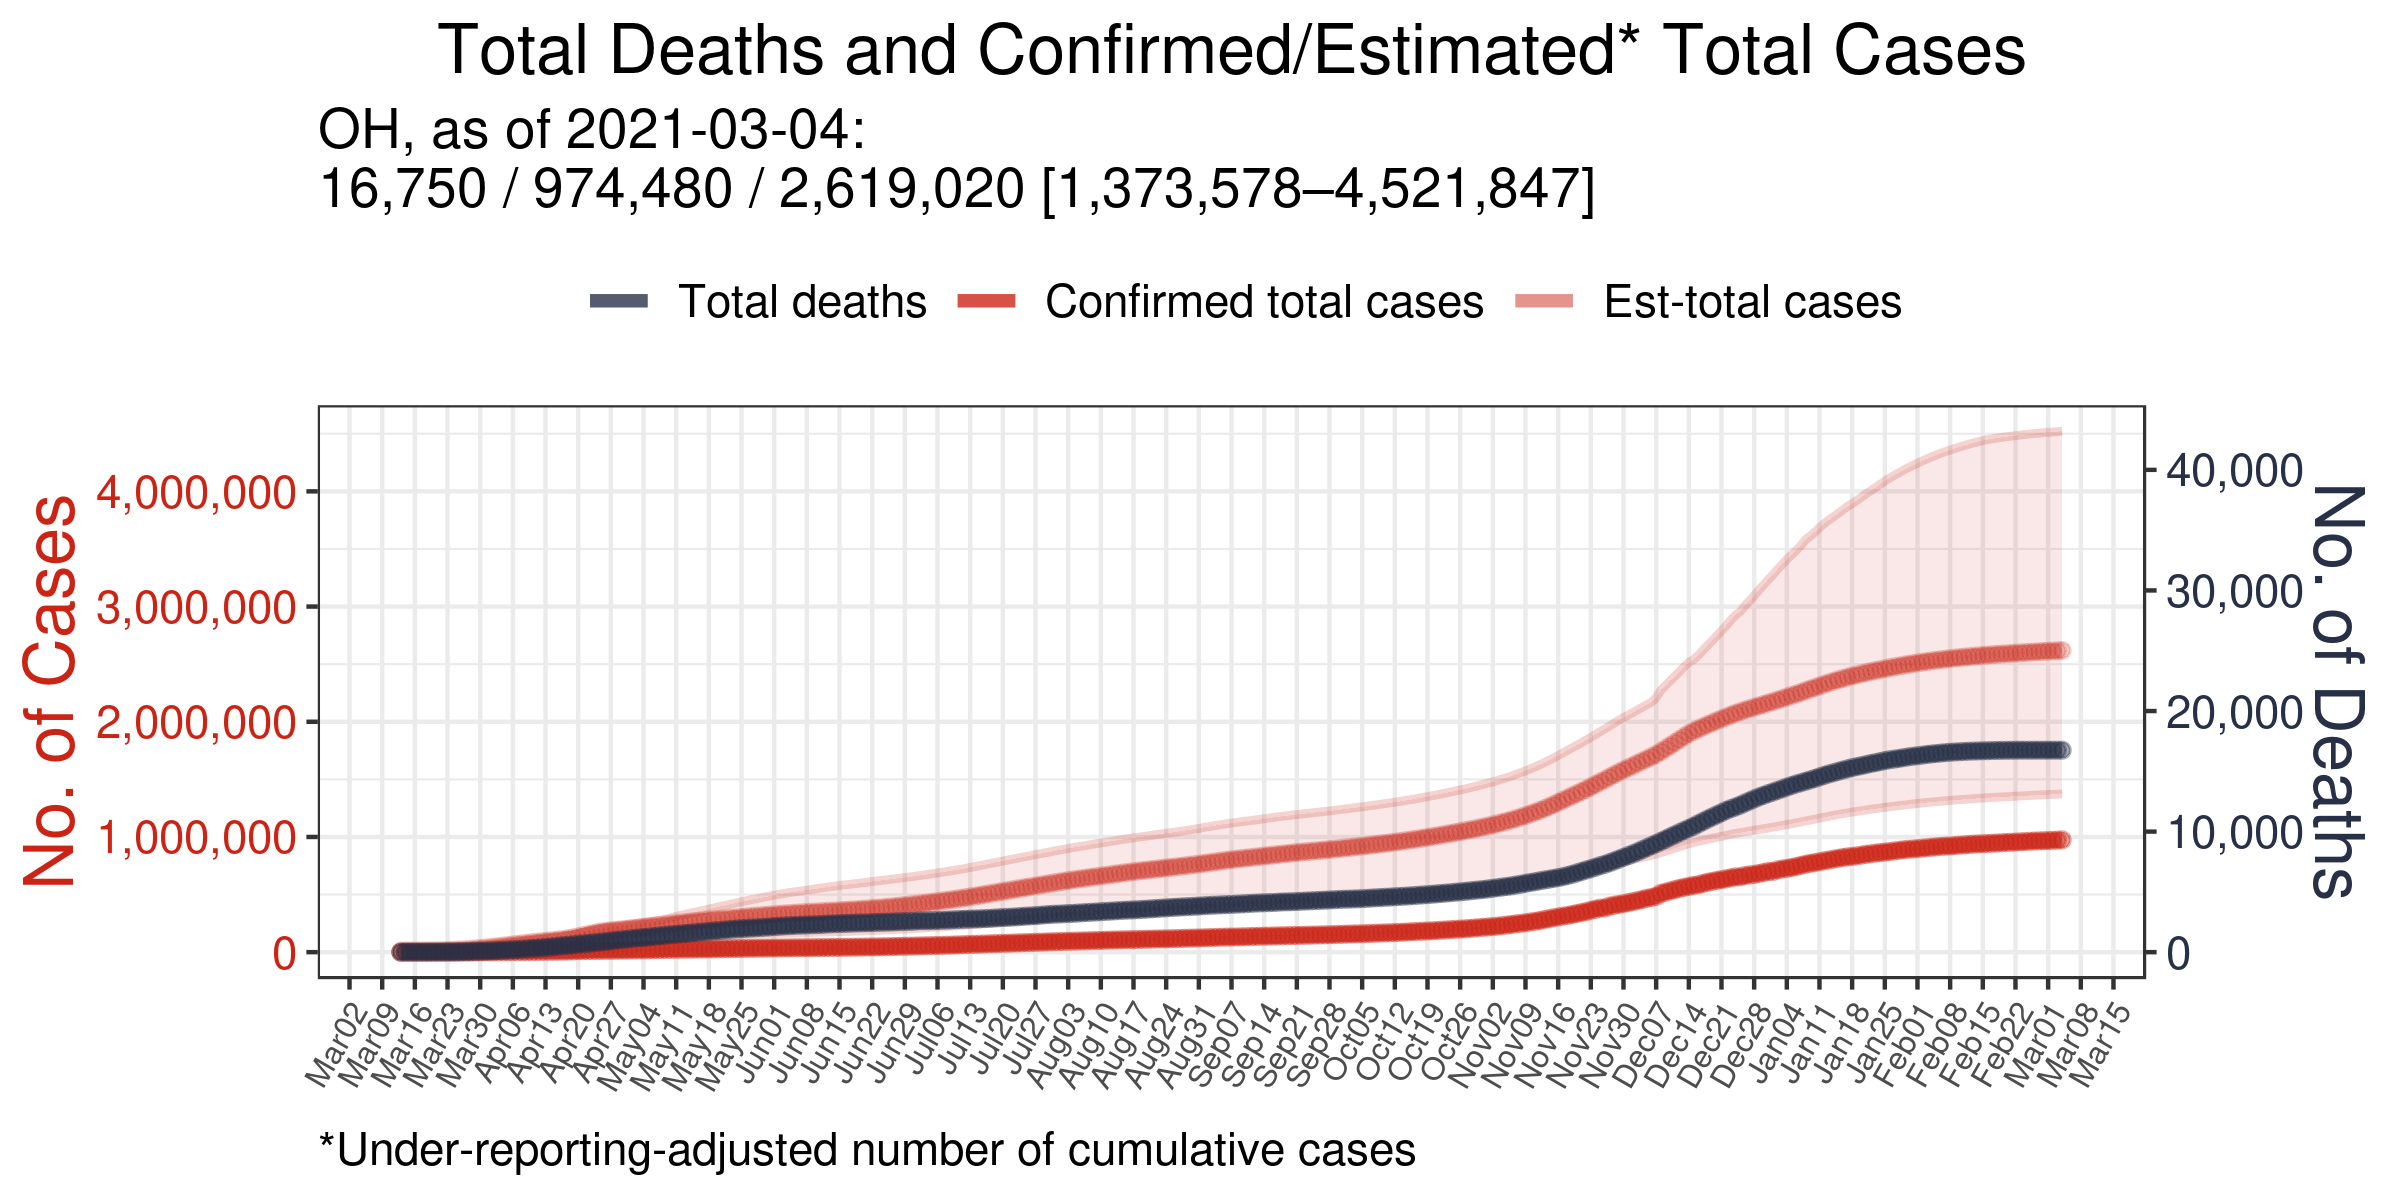 Total Deaths and Confirmed/Estimated* Total Cases
OH, as of 2021-03-04:
16,750 / 974,480 / 2,619,020 [1,373,578–4,521,847]
Total deaths
Confirmed total cases
Est-total cases
No. of Cases
4,000,000
3,000,000
2,000,000
1,000,000
0
40,000
30,000
20,000
10,000
0
No. of Deaths
Mar02
Mar09
Mar16
Mar23
Mar30
Apr06
Apr13
Apr20
Apr27
May04
May11
May18
May25
Jun01
Jun08
Jun15
Jun22
Jun29
Jul06
Jul13
Jul20
Jul27
Aug03
Aug10
Aug17
Aug24
Aug31
Sep07
Sep14
Sep21
Sep28
Oct05
Oct12
Oct19
Oct26
Nov02
Nov09
Nov16
Nov23
Nov30
Dec07
Dec14
Dec21
Dec28
Jan04
Jan11
Jan18
Jan25
Feb01
Feb08
Feb15
Feb22
Mar01
Mar08
Mar15
*Under-reporting-adjusted number of cumulative cases